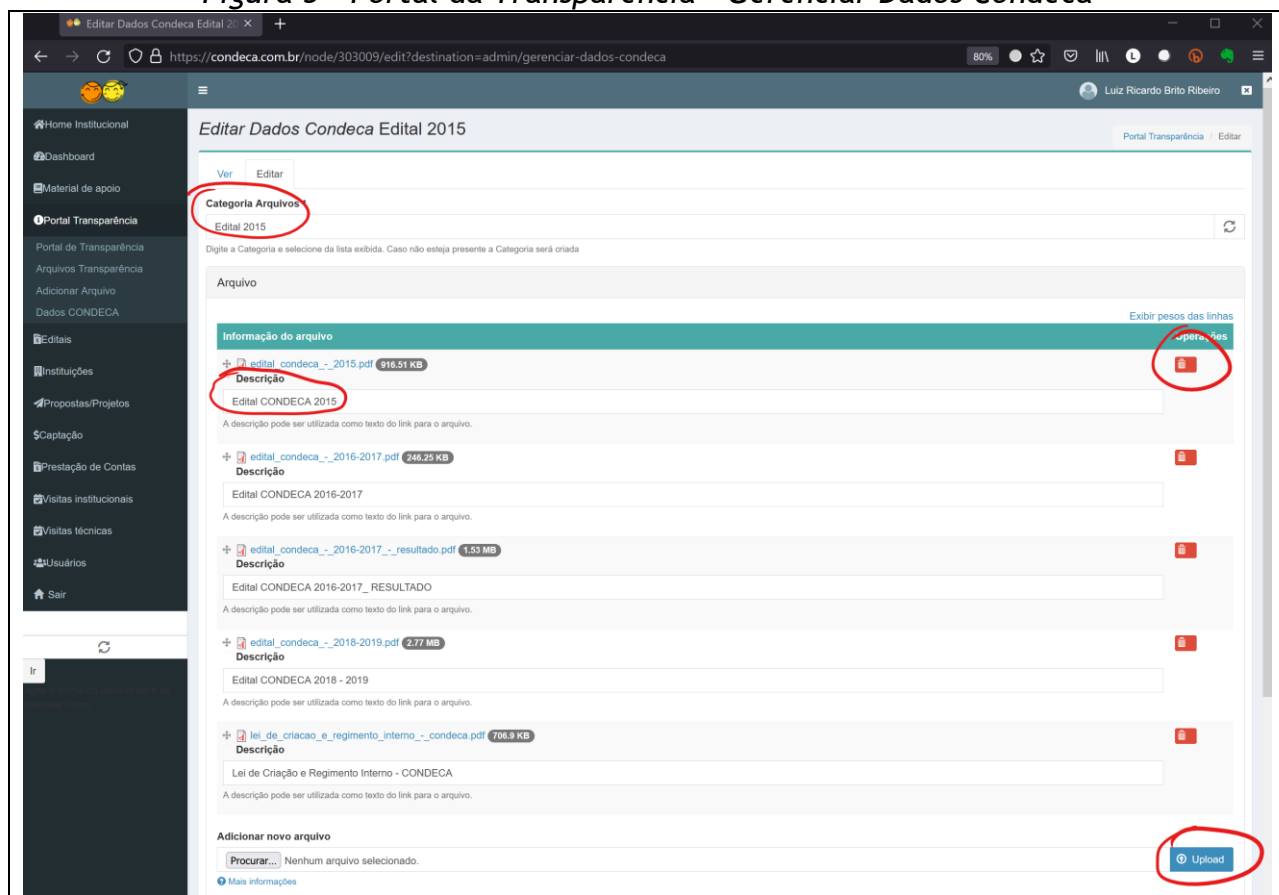 Figura 3 - Portal da Transparência - Gerenciar Dados Condeca
Editar Dados Condeca Edital 20
https://condeca.com.br/node/303009/edit?destination=admin/gerenciar-dados-condeca
80%
Luiz Ricardo Brito Ribeiro
Home Institucional
Dashboard
Material de apoio
Portal Transparência
Portal de Transparência
Arquivos Transparência
Adicionar Arquivo
Dados CONDECA
Editais
Instituições
Propostas/Projetos
$Captação
Prestação de Contas
Visitas institucionais
Visitas técnicas
Usuários
Sair
Ir
Editar Dados Condeca Edital 2015
Portal Transparência / Editar
Ver Editar
Categoria Arquivos *
Edital 2015
Digite a Categoria e selecione da lista exibida. Caso não esteja presente a Categoria será criada
Arquivo
Exibir pesos das linhas
Informação do arquivo Operações
edital_condeca_-_2015.pdf 916.51 KB
Descrição
Edital CONDECA 2015
A descrição pode ser utilizada como texto do link para o arquivo.
edital_condeca_-_2016-2017.pdf 246.25 KB
Descrição
Edital CONDECA 2016-2017
A descrição pode ser utilizada como texto do link para o arquivo.
edital_condeca_-_2016-2017_-_resultado.pdf 1.53 MB
Descrição
Edital CONDECA 2016-2017_ RESULTADO
A descrição pode ser utilizada como texto do link para o arquivo.
edital_condeca_-_2018-2019.pdf 2.77 MB
Descrição
Edital CONDECA 2018 - 2019
A descrição pode ser utilizada como texto do link para o arquivo.
lei_de_criacao_e_regimento_interno_-_condeca.pdf 706.9 KB
Descrição
Lei de Criação e Regimento Interno - CONDECA
A descrição pode ser utilizada como texto do link para o arquivo.
Adicionar novo arquivo
Procurar... Nenhum arquivo selecionado.
Upload
Mais informações